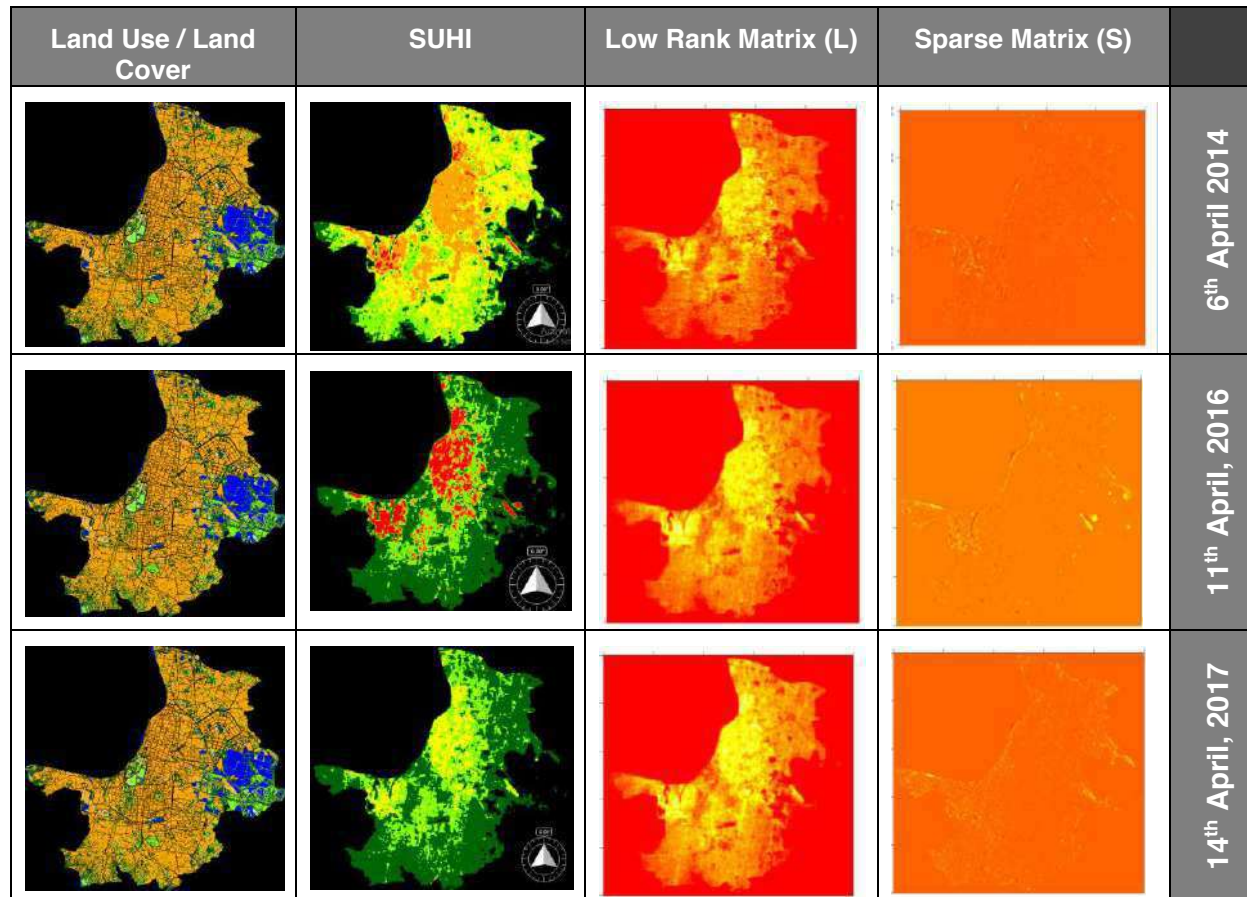 Land Use / Land
Cover
SUHI
Low Rank Matrix (L)
Sparse Matrix (S)
6th April 2014
11th April, 2016
14th April, 2017